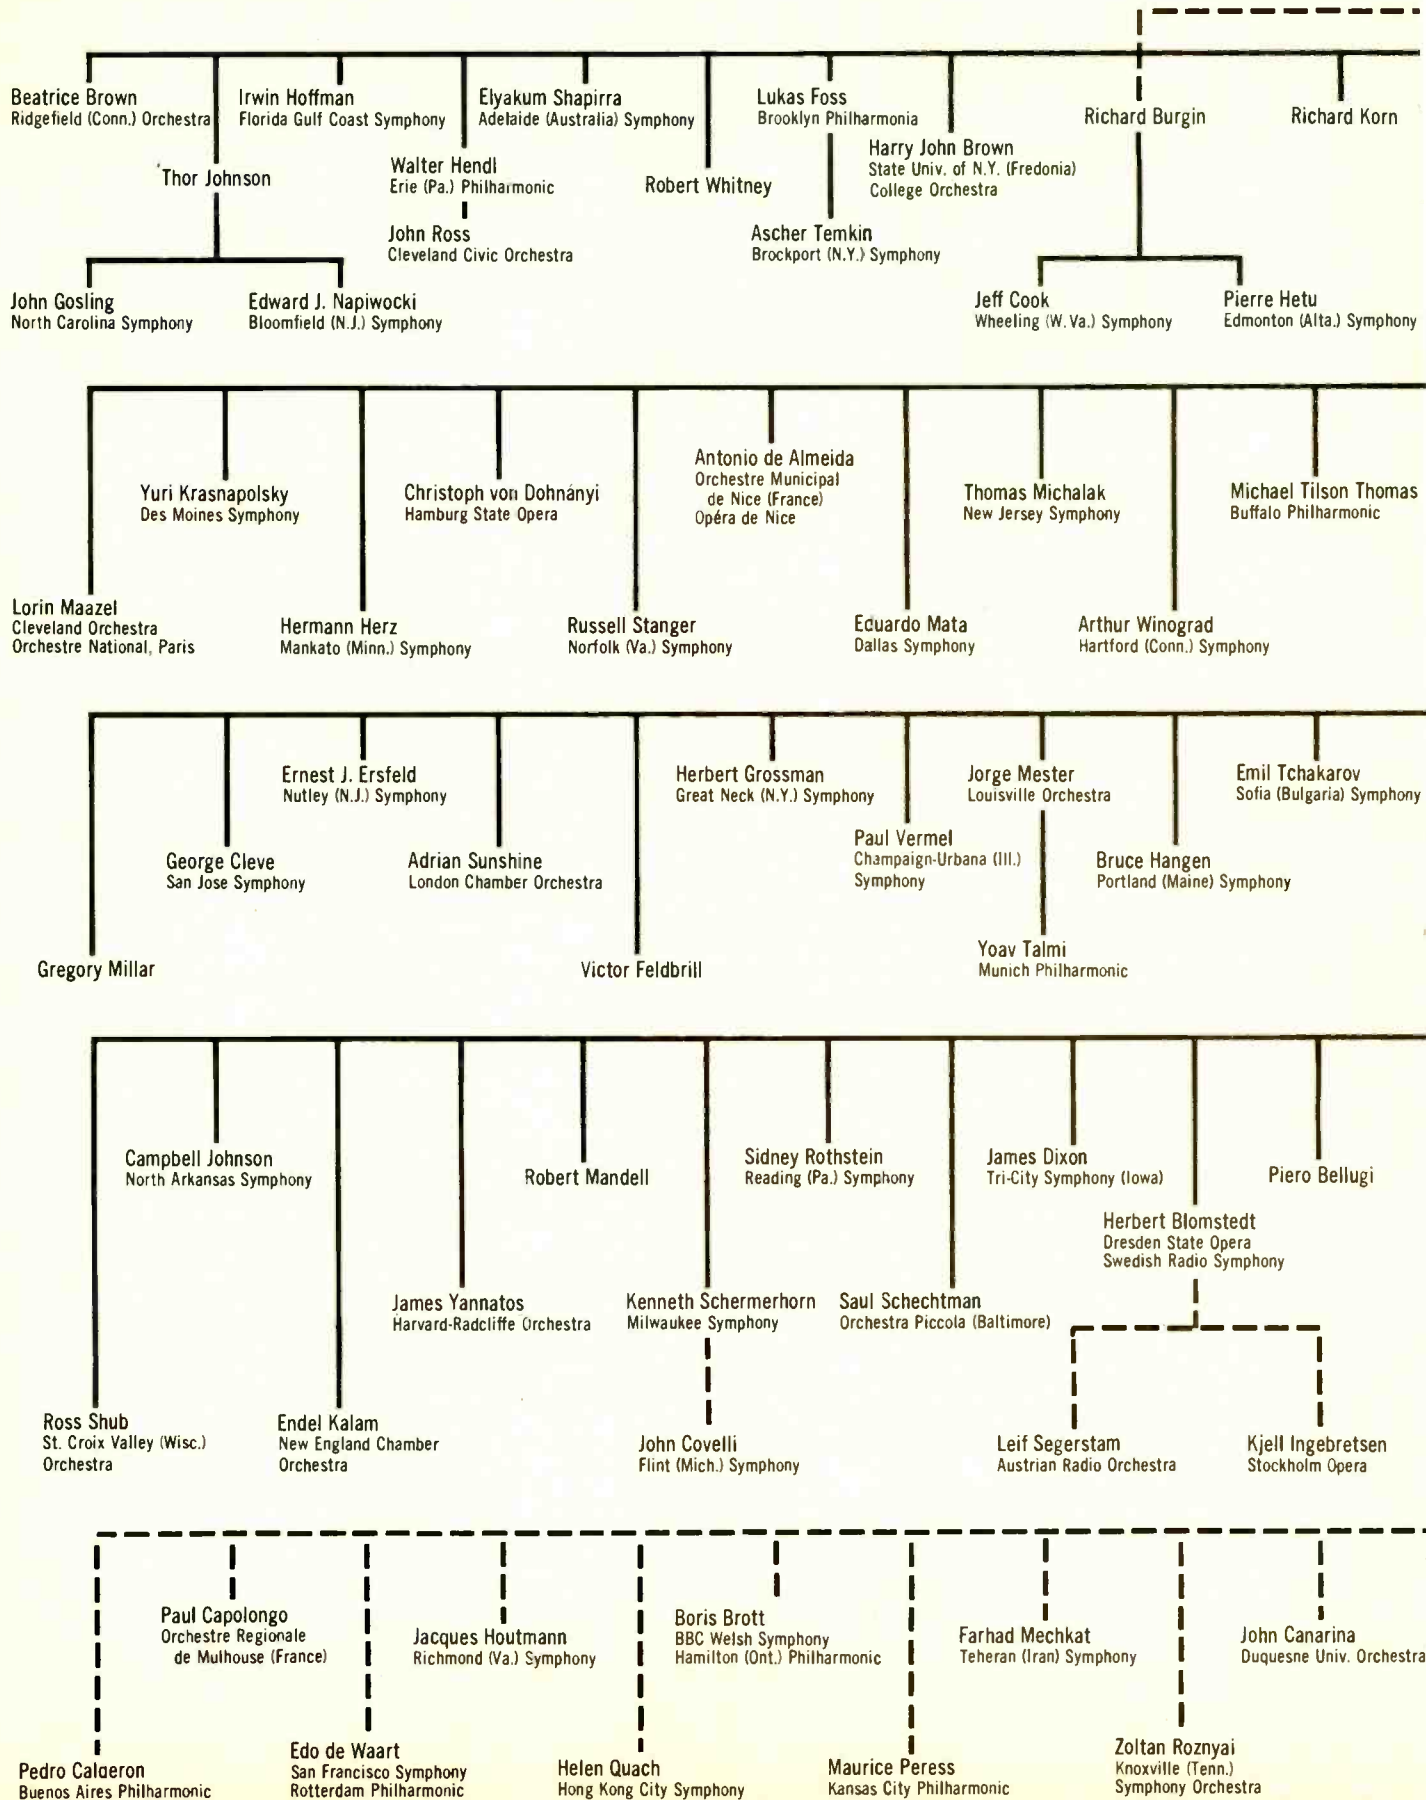 Beatrice Brown
Ridgefield (Conn.) Orchestra
Thor Johnson
John Gosling
North Carolina Symphony
Edward J. Napiwocki
Bloomfield (N.J.) Symphony
Irwin Hoffman
Florida Gulf Coast Symphony
Walter Hendl
Erie (Pa.) Philharmonic
John Ross
Cleveland Civic Orchestra
Elyakum Shapirra
Adelaide (Australia) Symphony
Robert Whitney
Lukas Foss
Brooklyn Philharmonia
Ascher Temkin
Brockport (N.Y.) Symphony
Harry John Brown
State Univ. of N.Y. (Fredonia)
College Orchestra
Richard Burgin
Jeff Cook
Wheeling (W. Va.) Symphony
Pierre Hetu
Edmonton (Alta.) Symphony
Richard Korn
Lorin Maazel
Cleveland Orchestra
Orchestre National, Paris
Yuri Krasnapolsky
Des Moines Symphony
Hermann Herz
Mankato (Minn.) Symphony
Christoph von Dohnányi
Hamburg State Opera
Russell Stanger
Norfolk (Va.) Symphony
Antonio de Almeida
Orchestre Municipal
de Nice (France)
Opéra de Nice
Eduardo Mata
Dallas Symphony
Thomas Michalak
New Jersey Symphony
Arthur Winograd
Hartford (Conn.) Symphony
Michael Tilson Thomas
Buffalo Philharmonic
Gregory Millar
George Cleve
San Jose Symphony
Ernest J. Ersfeld
Nutley (N.J.) Symphony
Adrian Sunshine
London Chamber Orchestra
Victor Feldbrill
Herbert Grossman
Great Neck (N.Y.) Symphony
Paul Vermel
Champaign-Urbana (Ill.)
Symphony
Jorge Mester
Louisville Orchestra
Yoav Talmi
Munich Philharmonic
Bruce Hangen
Portland (Maine) Symphony
Emil Tchakarov
Sofia (Bulgaria) Symphony
Ross Shub
St. Croix Valley (Wisc.)
Orchestra
Campbell Johnson
North Arkansas Symphony
Endel Kalam
New England Chamber
Orchestra
James Yannatos
Harvard-Radcliffe Orchestra
Robert Mandell
Kenneth Schermerhorn
Milwaukee Symphony
John Covelli
Flint (Mich.) Symphony
Sidney Rothstein
Reading (Pa.) Symphony
Saul Schechtman
Orchestra Piccola (Baltimore)
James Dixon
Tri-City Symphony (Iowa)
Herbert Blomstedt
Dresden State Opera
Swedish Radio Symphony
Leif Segerstam
Austrian Radio Orchestra
Kjell Ingebretsen
Stockholm Opera
Piero Bellugi
Pedro Calderon
Buenos Aires Philharmonic
Paul Capolongo
Orchestre Regionale
de Mulhouse (France)
Edo de Waart
San Francisco Symphony
Rotterdam Philharmonic
Jacques Houtmann
Richmond (Va.) Symphony
Helen Quach
Hong Kong City Symphony
Boris Brott
BBC Welsh Symphony
Hamilton (Ont.) Philharmonic
Maurice Peress
Kansas City Philharmonic
Farhad Mechkat
Teheran (Iran) Symphony
Zoltan Roznyai
Knoxville (Tenn.)
Symphony Orchestra
John Canarina
Duquesne Univ. Orchestra